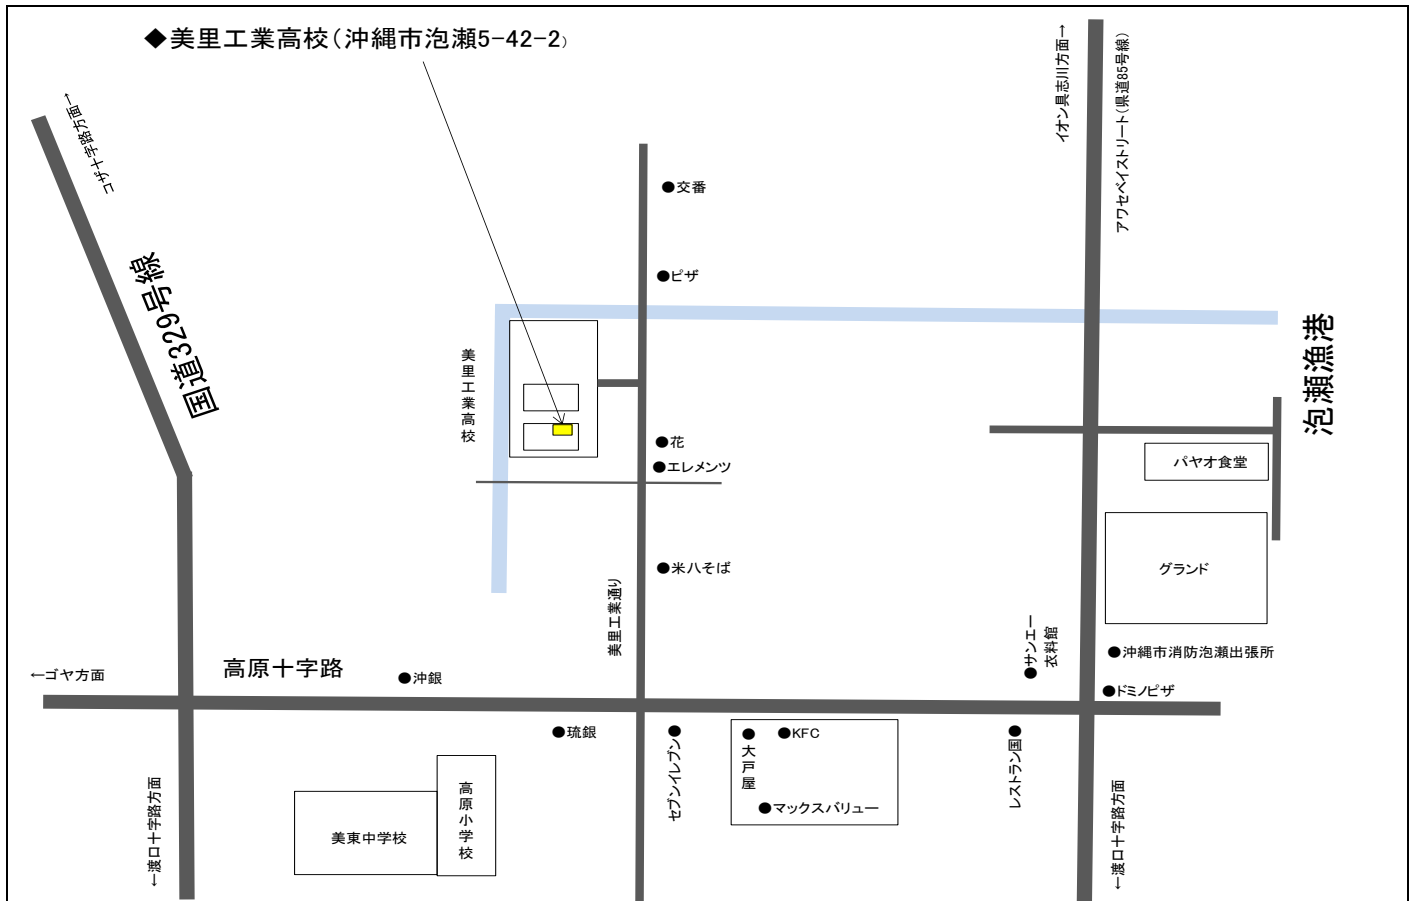 ◆美里工業高校（沖縄市泡瀬5-42-2）
イオン具志川方面→
アワセベイストリート（県道85号線）
コザ十字路方面→
国道329号線
●交番
●ピザ
美里工業高校
泡瀬漁港
●花
●エレメンツ
パヤオ食堂
●米八そば
グランド
美里工業通り
●サンエー
衣料館
●沖縄市消防泡瀬出張所
←ゴヤ方面
高原十字路
●沖銀
●ドミノピザ
●琉銀
セブンイレブン●
●大戸屋
●KFC
レストラン国●
●マックスバリュー
高原小学校
美東中学校
←渡口十字路方面
←渡口十字路方面